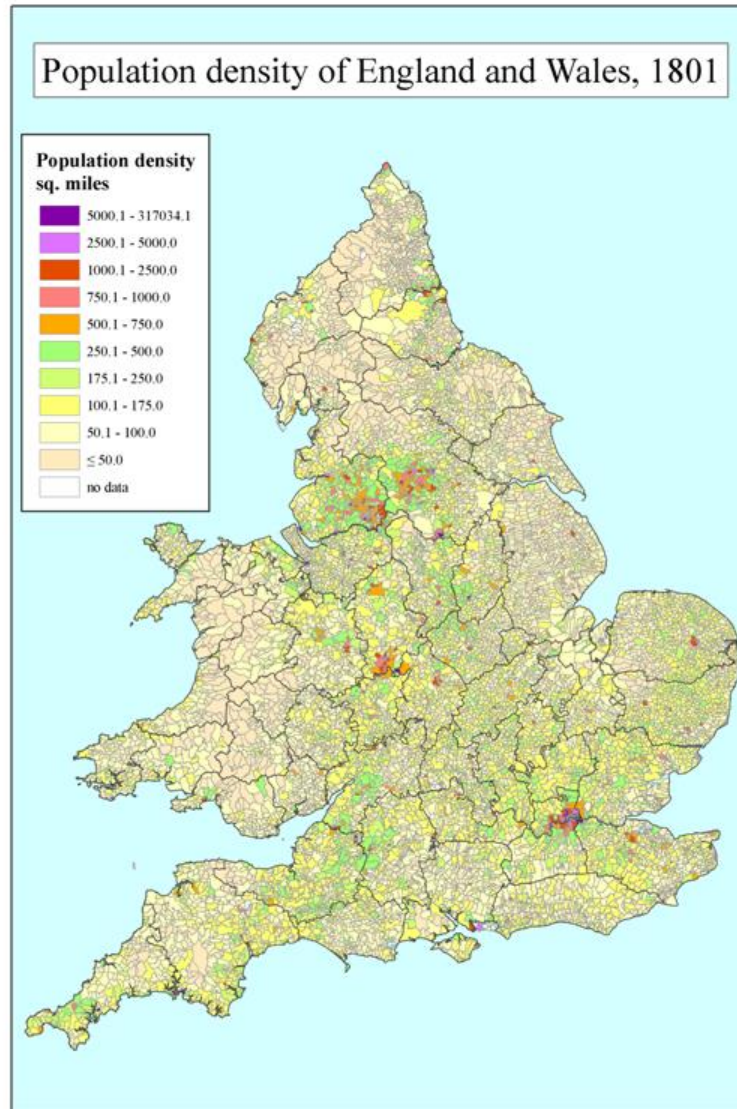 Population density of England and Wales, 1801
Population density
sq. miles
5000.1 - 317034.1
2500.1 - 5000.0
1000.1 - 2500.0
750.1 - 1000.0
500.1 - 750.0
250.1 - 500.0
175.1 - 250.0
100.1 - 175.0
50.1 - 100.0
≤ 50.0
no data